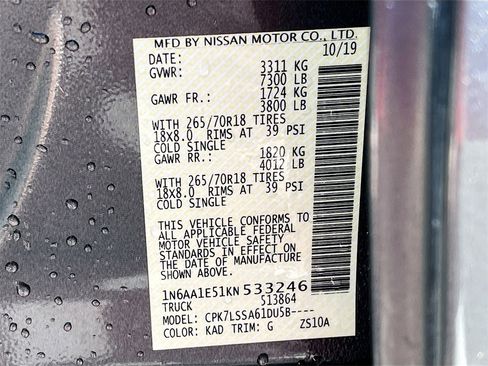 MFD BY NISSAN MOTOR CO., LTD.
DATE: 10/19
GVWR: 3311 KG
7300 LB
GAWR FR.: 1724 KG
3800 LB
WITH 265/70R18 TIRES
18x8.0 RIMS AT 39 PSI
COLD SINGLE
GAWR RR.: 1820 KG
4012 LB
WITH 265/70R18 TIRES
18x8.0 RIMS AT 39 PSI
COLD SINGLE
THIS VEHICLE CONFORMS TO
ALL APPLICABLE FEDERAL
MOTOR VEHICLE SAFETY
STANDARDS IN EFFECT ON
THE DATE OF MANUFACTURE
SHOWN ABOVE.
1N6AA1E51KN533246
TRUCK S13864
MODEL: CPK7LSSA61DU5B----
COLOR: KAD TRIM: G ZS10A